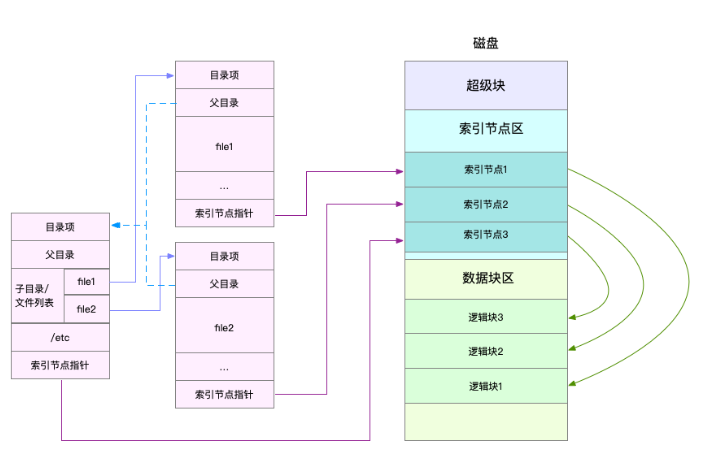 目录项
父目录
子目录/
文件列表
file1
file2
/etc
索引节点指针
目录项
父目录
file1
...
索引节点指针
目录项
父目录
file2
...
索引节点指针
磁盘
超级块
索引节点区
索引节点1
索引节点2
索引节点3
数据块区
逻辑块3
逻辑块2
逻辑块1